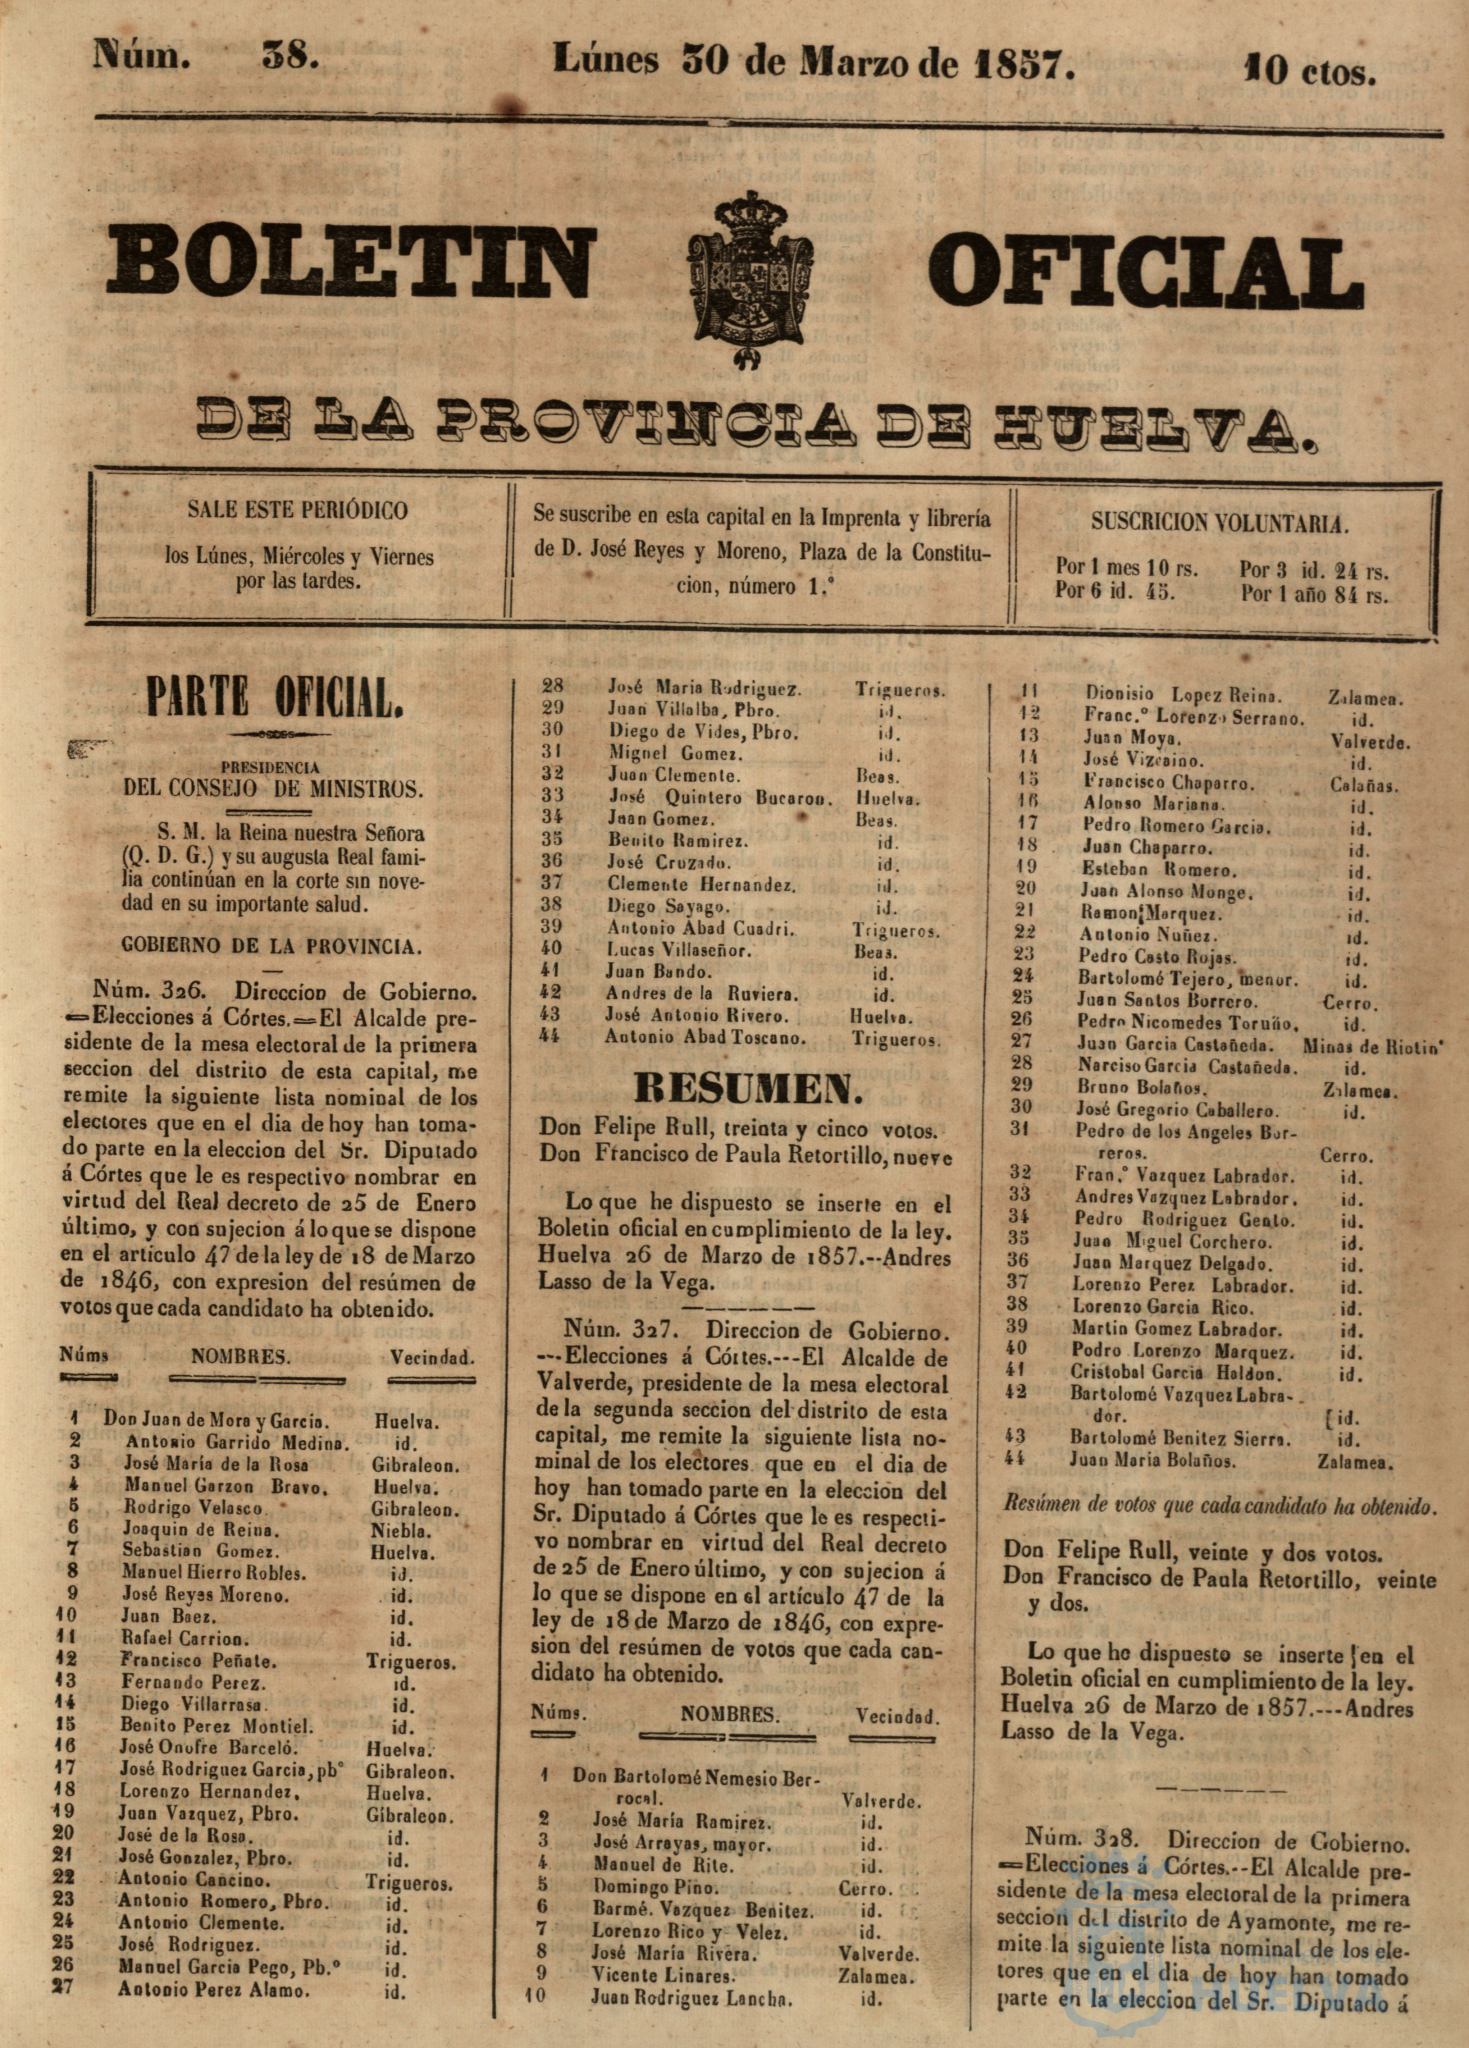 Núm. 38.
Lúnes 30 de Marzo de 1857.
10 ctos.
BOLETIN OFICIAL
DE LA PROVINCIA DE HUELVA.
SALE ESTE PERIÓDICO
los Lúnes, Miércoles y Viernes
por las tardes.
Se suscribe en esta capital en la Imprenta y librería
de D. José Reyes y Moreno, Plaza de la Constitu-
cion, número 1.º
SUSCRICION VOLUNTARIA.
Por 1 mes 10 rs. Por 3 id. 24 rs.
Por 6 id. 45. Por 1 año 84 rs.
PARTE OFICIAL.
PRESIDENCIA
DEL CONSEJO DE MINISTROS.
S. M. la Reina nuestra Señora
(Q. D. G.) y su augusta Real fami-
lia continúan en la corte sin nove-
dad en su importante salud.
GOBIERNO DE LA PROVINCIA.
Núm. 326. Direccion de Gobierno.
=Elecciones á Córtes.=El Alcalde pre-
sidente de la mesa electoral de la primera
seccion del distrito de esta capital, me
remite la siguiente lista nominal de los
electores que en el dia de hoy han toma-
do parte en la eleccion del Sr. Diputado
á Córtes que le es respectivo nombrar en
virtud del Real decreto de 25 de Enero
último, y con sujecion á lo que se dispone
en el artículo 47 de la ley de 18 de Marzo
de 1846, con expresion del resúmen de
votos que cada candidato ha obtenido.
Núms NOMBRES. Vecindad.
1 Don Juan de Mora y Garcia. Huelva.
2 Antonio Garrido Medina. id.
3 José María de la Rosa Gibraleon.
4 Manuel Garzon Bravo. Huelva.
5 Rodrigo Velasco Gibraleon.
6 Joaquin de Reina. Niebla.
7 Sebastian Gomez. Huelva.
8 Manuel Hierro Robles. id.
9 José Reyes Moreno. id.
10 Juan Baez. id.
11 Rafael Carrion. id.
12 Francisco Peñate. Trigueros.
13 Fernando Perez. id.
14 Diego Villarrasa. id.
15 Benito Perez Montiel. id.
16 José Onofre Barceló. Huelva.
17 José Rodriguez Garcia, pbº Gibraleon.
18 Lorenzo Hernandez, Huelva.
19 Juan Vazquez, Pbro. Gibraleon.
20 José de la Rosa. id.
21 José Gonzalez, Pbro. id.
22 Antonio Cancino. Trigueros.
23 Antonio Romero, Pbro. id.
24 Antonio Clemente. id.
25 José Rodriguez. id.
26 Manuel Garcia Pego, Pb.º id.
27 Antonio Perez Alamo. id.
28 José Maria Rodriguez. Trigueros.
29 Juan Villalba, Pbro. id.
30 Diego de Vides, Pbro. id.
31 Mignel Gomez. id.
32 Juan Clemente. Beas.
33 José Quintero Bucaron. Huelva.
34 Juan Gomez. Beas.
35 Benito Ramirez. id.
36 José Cruzado. id.
37 Clemente Hernandez. id.
38 Diego Sayago. id.
39 Antonio Abad Cuadri. Trigueros.
40 Lucas Villaseñor. Beas.
41 Juan Bando. id.
42 Andres de la Ruviera. id.
43 José Antonio Rivero. Huelva.
44 Antonio Abad Toscano. Trigueros.
RESUMEN.
Don Felipe Rull, treinta y cinco votos.
Don Francisco de Paula Retortillo, nueve
Lo que he dispuesto se inserte en el
Boletin oficial en cumplimiento de la ley.
Huelva 26 de Marzo de 1857.--Andres
Lasso de la Vega.
Núm. 327. Direccion de Gobierno.
---Elecciones á Córtes.---El Alcalde de
Valverde, presidente de la mesa electoral
de la segunda seccion del distrito de esta
capital, me remite la siguiente lista no-
minal de los electores que en el dia de
hoy han tomado parte en la eleccion del
Sr. Diputado á Córtes que le es respecti-
vo nombrar en virtud del Real decreto
de 25 de Enero último, y con sujecion á
lo que se dispone en el artículo 47 de la
ley de 18 de Marzo de 1846, con expre-
sion del resúmen de votos que cada can-
didato ha obtenido.
Núms. NOMBRES. Vecindad.
1 Don Bartolomé Nemesio Ber-
rocal. Valverde.
2 José María Ramirez. id.
3 José Arrayas, mayor. id.
4 Manuel de Rite. id.
5 Domingo Pino. Cerro.
6 Barmé. Vazquez Benitez. id.
7 Lorenzo Rico y Velez. id.
8 José María Rivera. Valverde.
9 Vicente Linares. Zalamea.
10 Juan Rodriguez Lancha. id.
11 Dionisio Lopez Reina. Zalamea.
12 Franc.º Lorenzo Serrano. id.
13 Juan Moya. Valverde.
14 José Vizcaino. id.
15 Francisco Chaparro. Calañas.
16 Alonso Mariana. id.
17 Pedro Romero Garcia. id.
18 Juan Chaparro. id.
19 Esteban Romero. id.
20 Juan Alonso Monge. id.
21 Ramon Marquez. id.
22 Antonio Nuñez. id.
23 Pedro Casto Rojas. id.
24 Bartolomé Tejero, menor. id.
25 Juan Santos Borrero. Cerro.
26 Pedro Nicomedes Toruño. id.
27 Juan Garcia Castañeda. Minas de Riotin'
28 Narciso Garcia Castañeda. id.
29 Bruno Bolaños. Zalamea.
30 José Gregorio Caballero. id.
31 Pedro de los Angeles Bor-
reros. Cerro.
32 Fran.º Vazquez Labrador. id.
33 Andres Vazquez Labrador. id.
34 Pedro Rodriguez Gento. id.
35 Juan Miguel Corchero. id.
36 Juan Marquez Delgado. id.
37 Lorenzo Perez Labrador. id.
38 Lorenzo Garcia Rico. id.
39 Martin Gomez Labrador. id.
40 Podro Lorenzo Marquez. id.
41 Cristobal Garcia Haldon. id.
42 Bartolomé Vazquez Labra-
dor. [id.
43 Bartolomé Benitez Sierra. id.
44 Juan María Bolaños. Zalamea.
Resúmen de votos que cada candidato ha obtenido.
Don Felipe Rull, veinte y dos votos.
Don Francisco de Paula Retortillo, veinte
y dos.
Lo que he dispuesto se inserte en el
Boletin oficial en cumplimiento de la ley.
Huelva 26 de Marzo de 1857.---Andres
Lasso de la Vega.
Núm. 328. Direccion de Gobierno.
=Elecciones á Córtes.--El Alcalde pre-
sidente de la mesa electoral de la primera
seccion del distrito de Ayamonte, me re-
mite la siguiente lista nominal de los ele-
tores que en el dia de hoy han tomado
parte en la eleccion del Sr. Diputado á